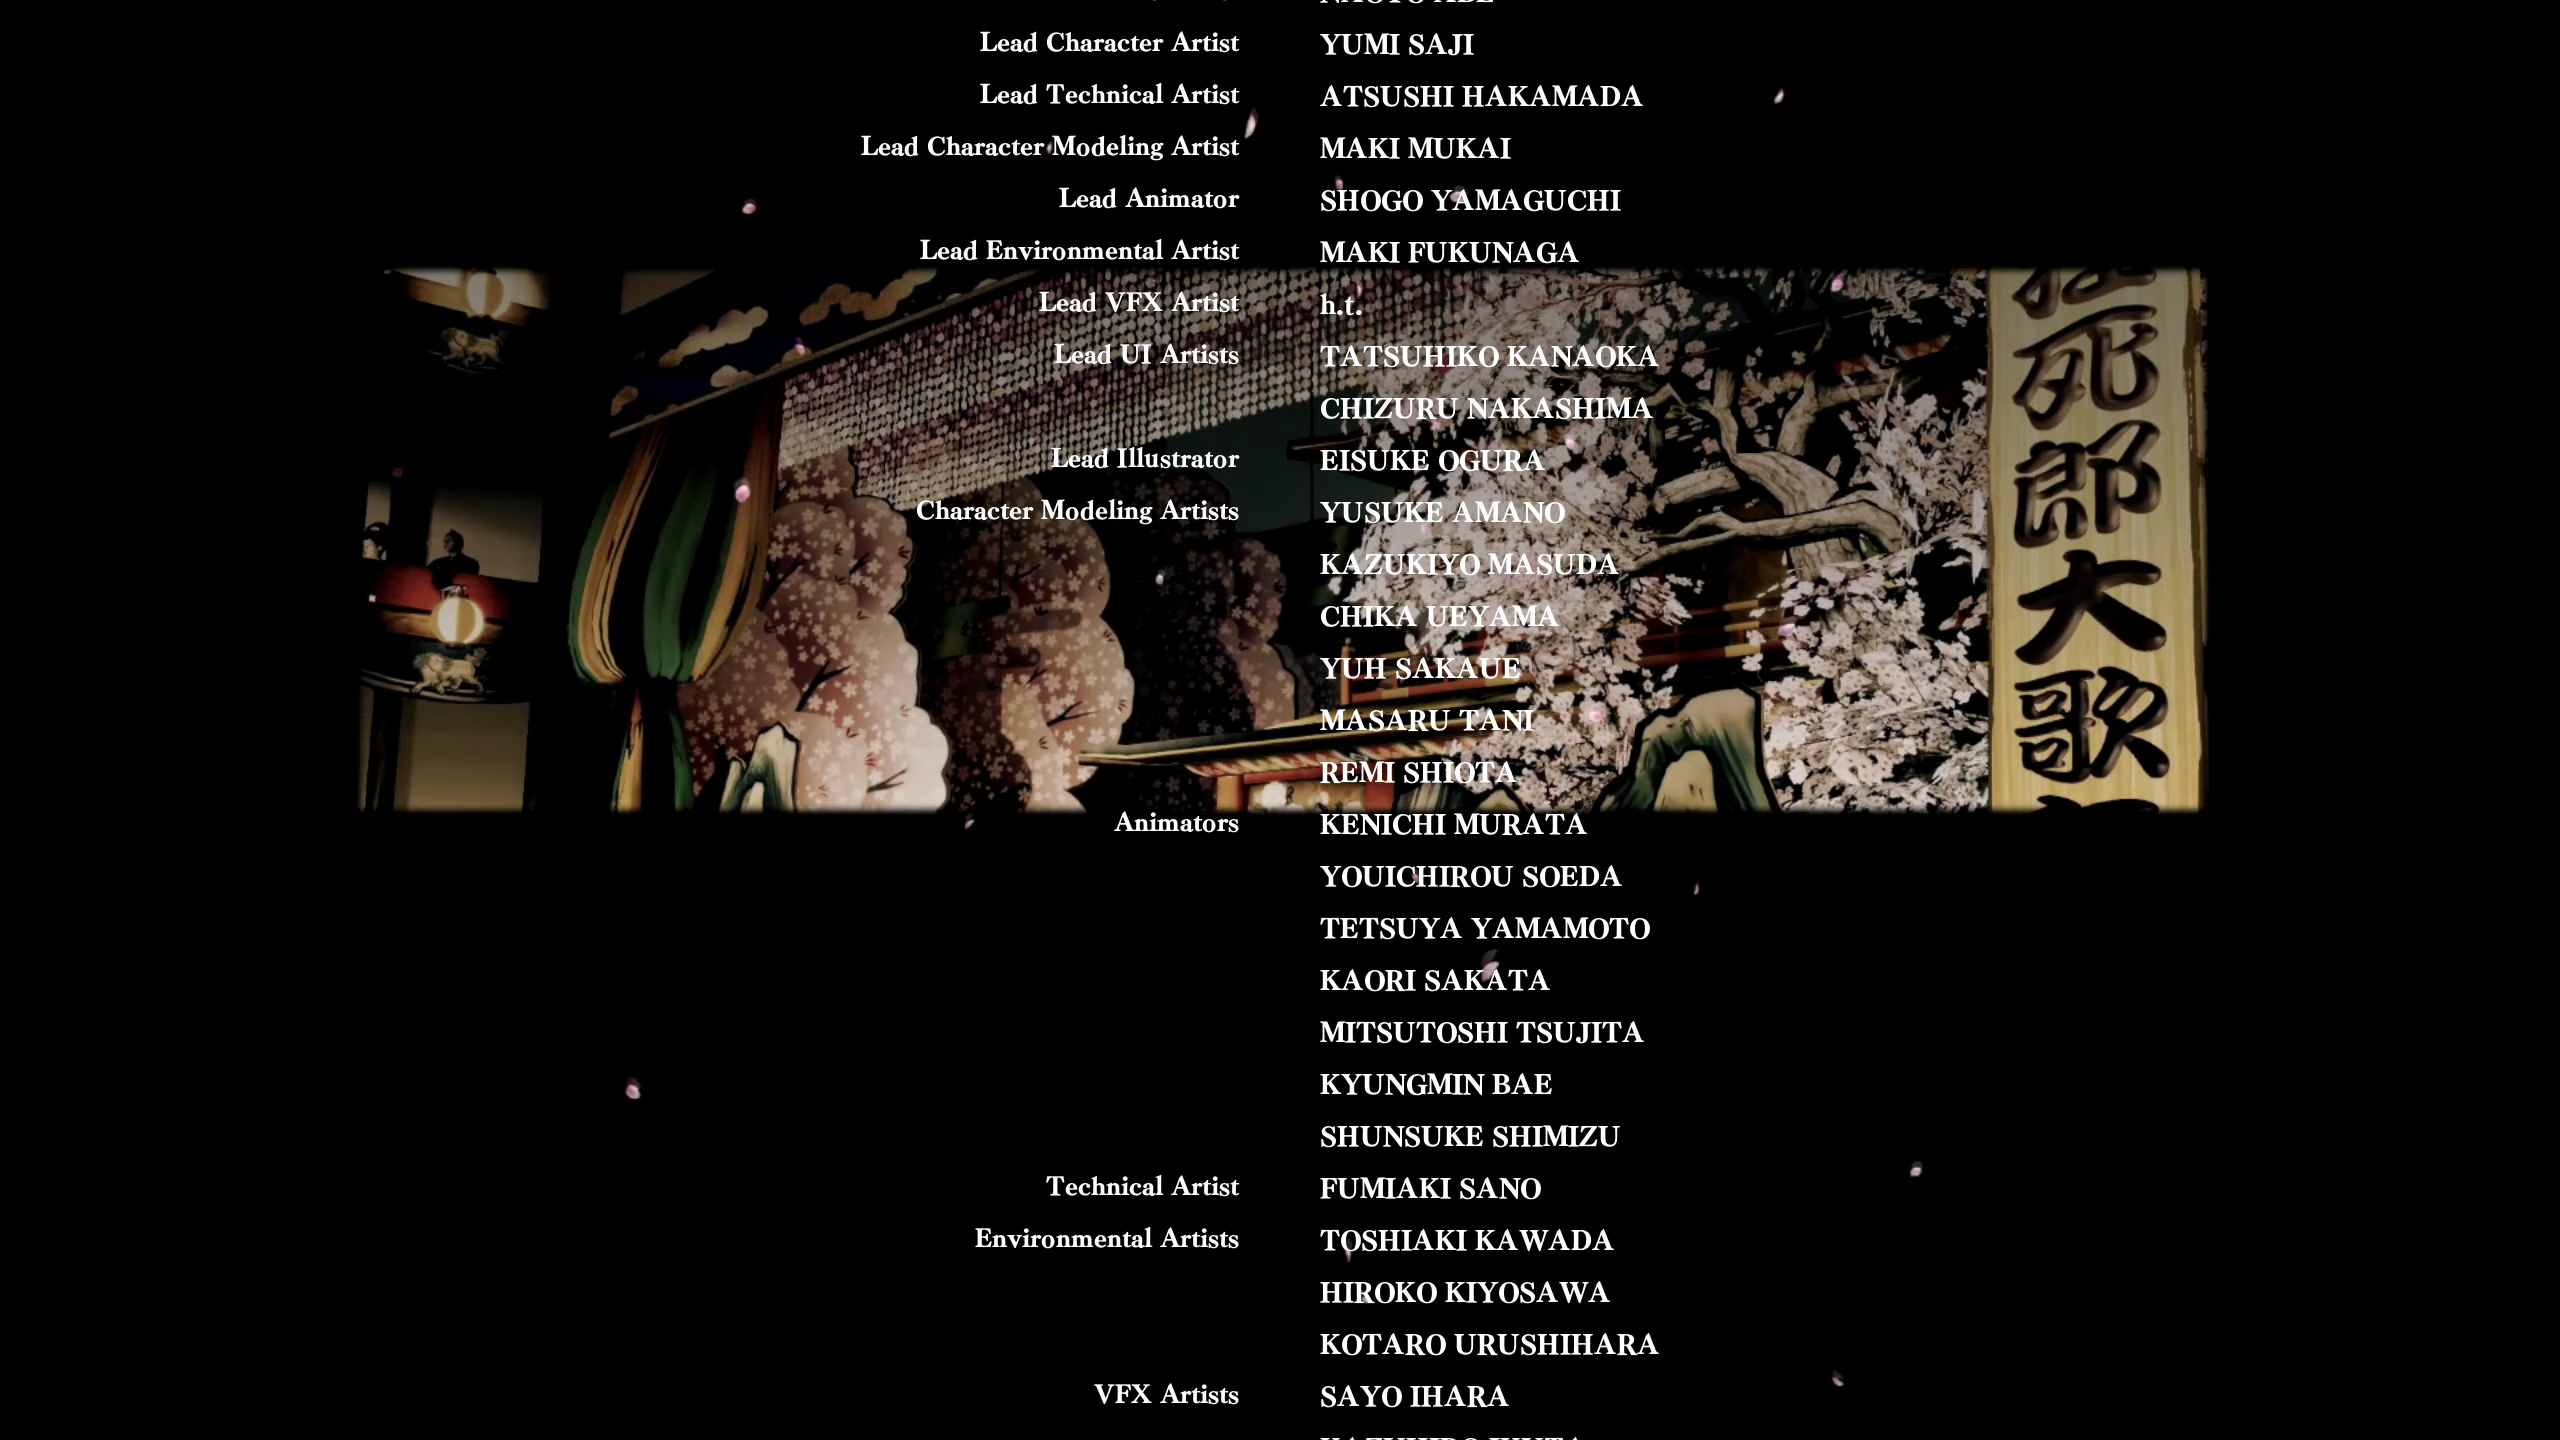 Lead Character Artist YUMI SAJI
Lead Technical Artist ATSUSHI HAKAMADA
Lead Character Modeling Artist MAKI MUKAI
Lead Animator SHOGO YAMAGUCHI
Lead Environmental Artist MAKI FUKUNAGA
Lead VFX Artist h.t.
Lead UI Artists TATSUHIKO KANAOKA
CHIZURU NAKASHIMA
Lead Illustrator EISUKE OGURA
Character Modeling Artists YUSUKE AMANO
KAZUKIYO MASUDA
CHIKA UEYAMA
YUH SAKAUE
MASARU TANI
REMI SHIOTA
Animators KENICHI MURATA
YOUICHIROU SOEDA
TETSUYA YAMAMOTO
KAORI SAKATA
MITSUTOSHI TSUJITA
KYUNGMIN BAE
SHUNSUKE SHIMIZU
Technical Artist FUMIAKI SANO
Environmental Artists TOSHIAKI KAWADA
HIROKO KIYOSAWA
KOTARO URUSHIHARA
VFX Artists SAYO IHARA
死郎大歌